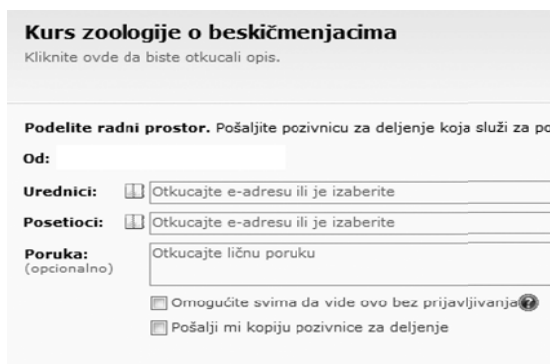 Kurs zoologije o beskičmenjacima
Kliknite ovde da biste otkucali opis.
Podelite radni prostor. Pošaljite pozivnicu za deljenje koja služi za
Od:
Urednici: Otkucajte e-adresu ili je izaberite
Posetioci: Otkucajte e-adresu ili je izaberite
Poruka: Otkucajte ličnu poruku
(opcionalno)
Omogućite svima da vide ovo bez prijavljivanja
Pošalji mi kopiju pozivnice za deljenje